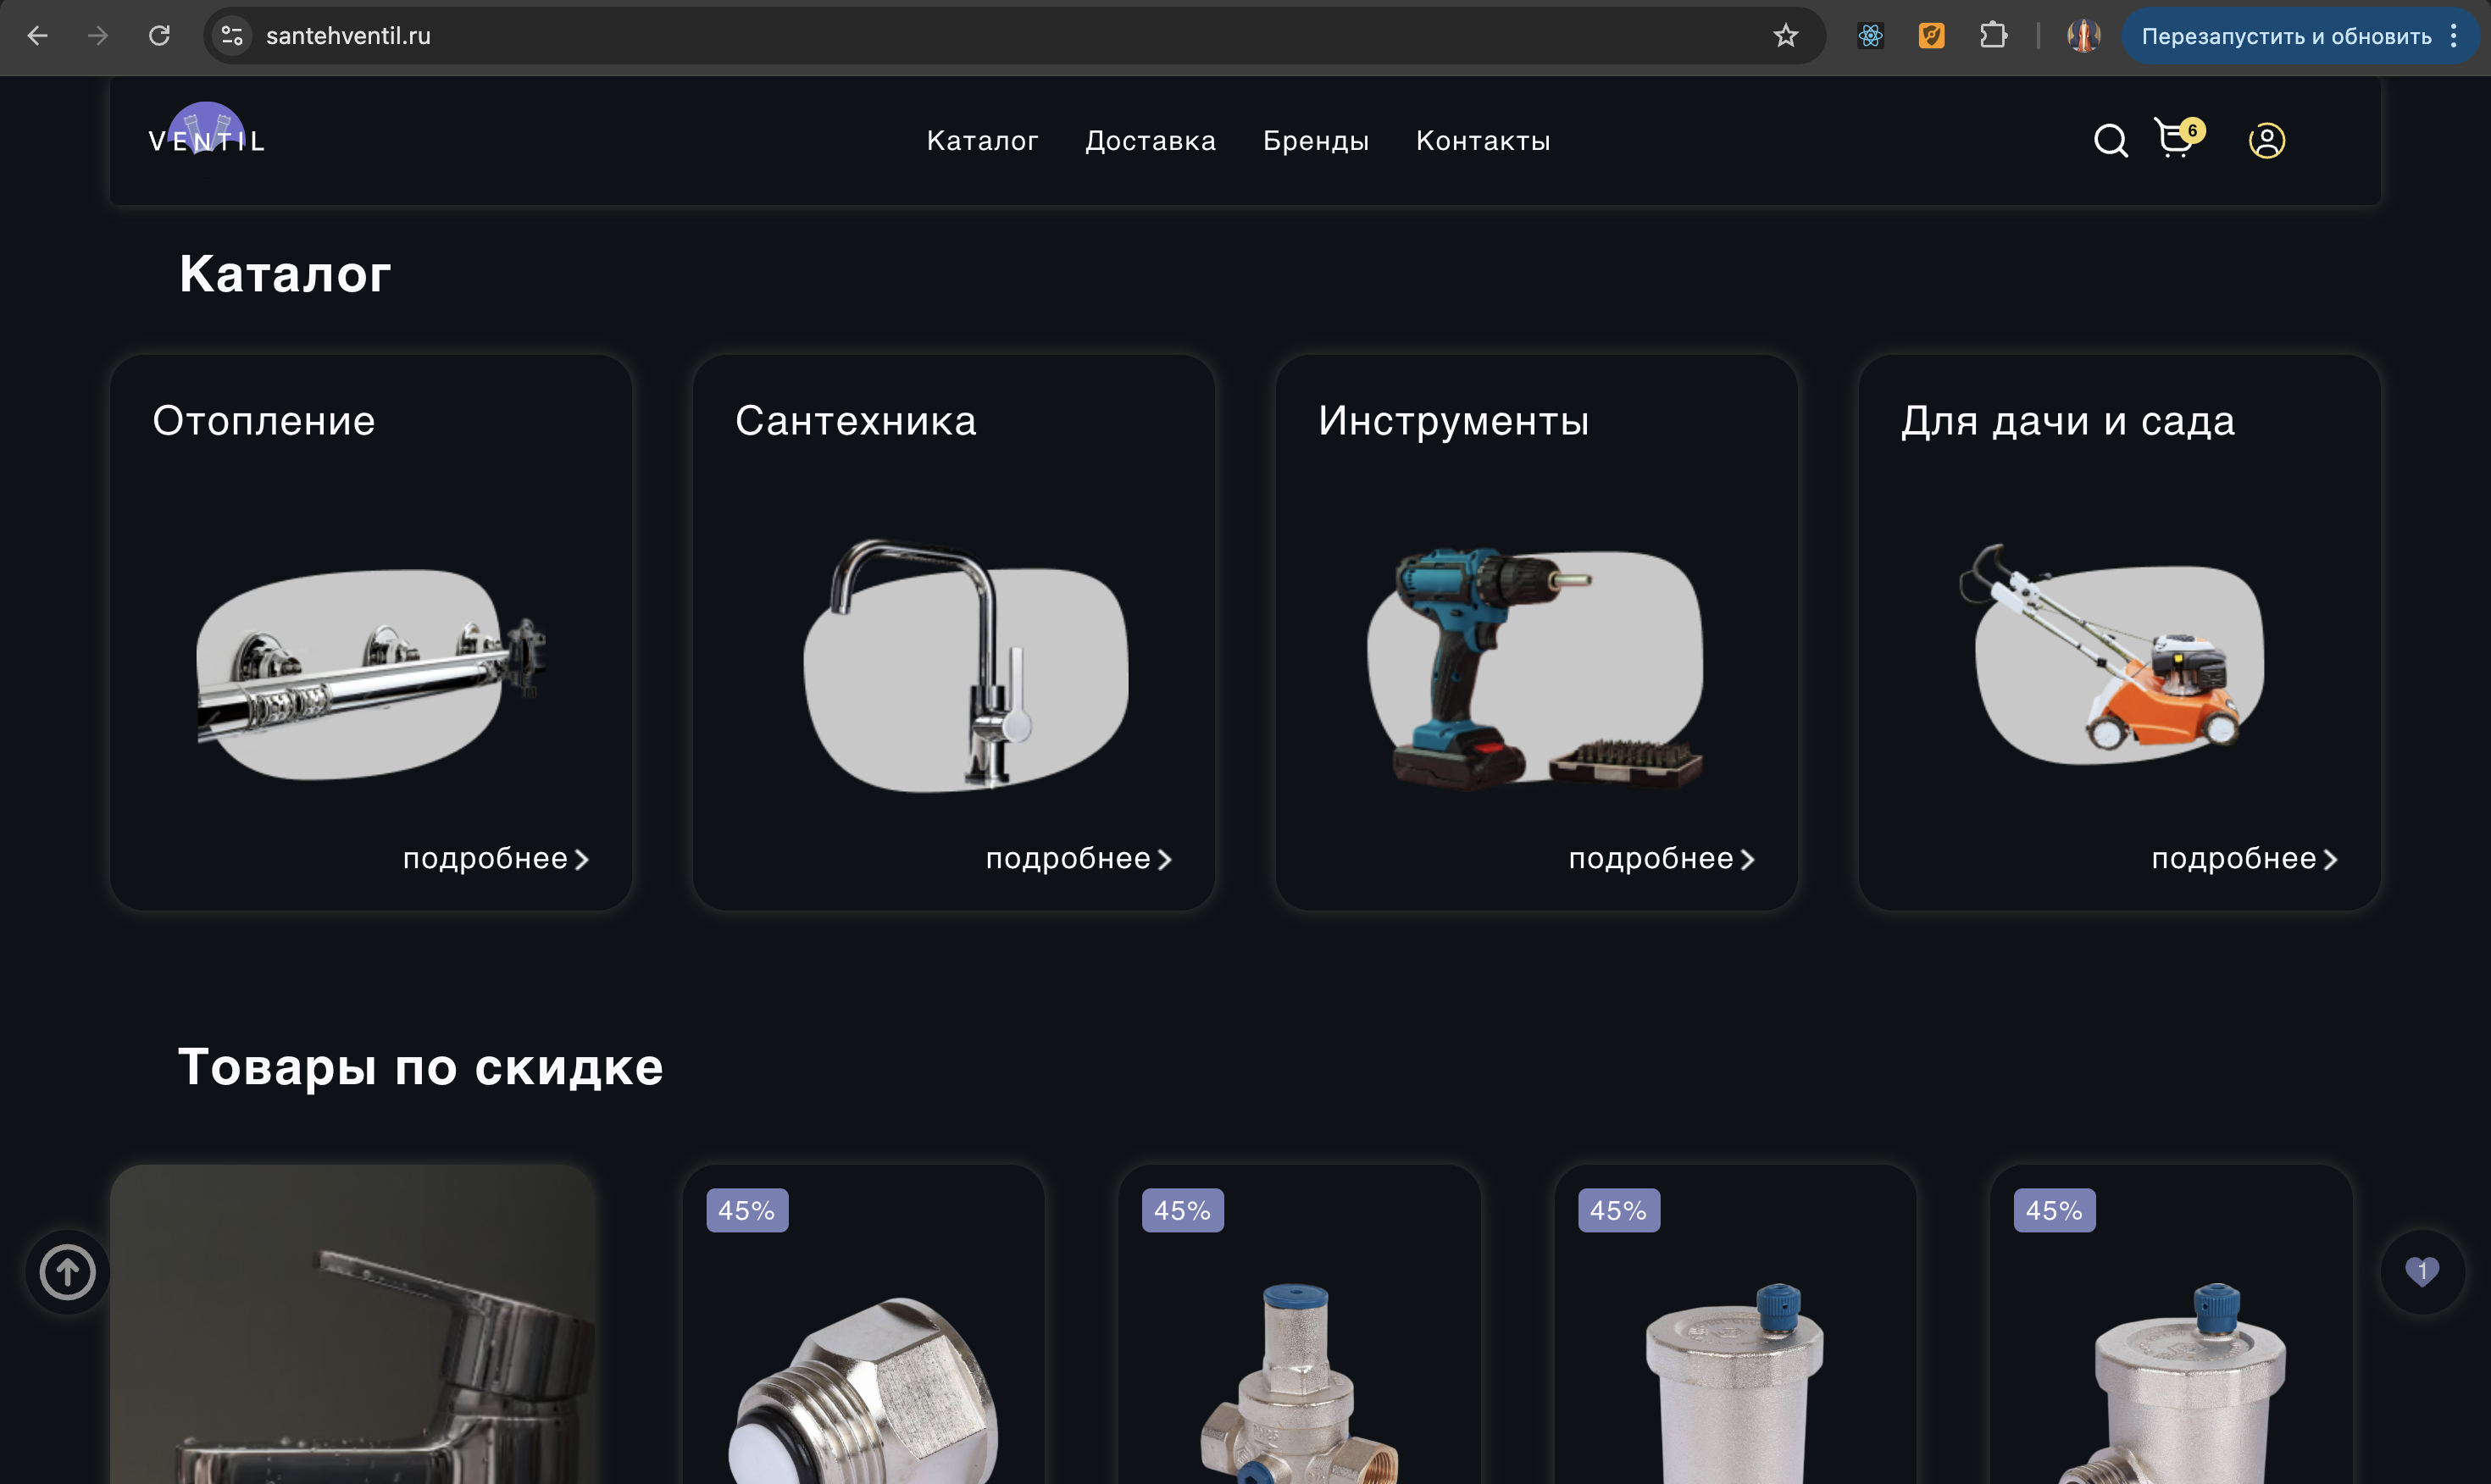 santehventil.ru
Перезапустить и обновить
VENTIL
Каталог
Доставка
Бренды
Контакты
6
Каталог
Отопление
Сантехника
Инструменты
Для дачи и сада
подробнее
подробнее
подробнее
подробнее
Товары по скидке
45%
45%
45%
45%
1